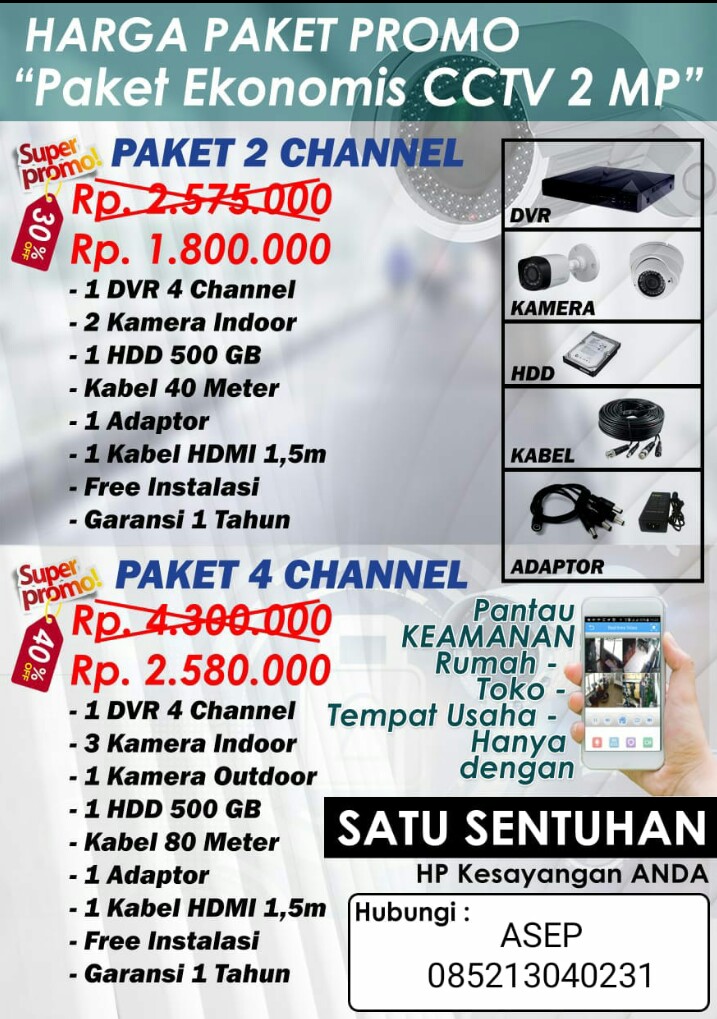 HARGA PAKET PROMO
“Paket Ekonomis CCTV 2 MP”
Super promo!
PAKET 2 CHANNEL
30% OFF
Rp. 2.575.000
Rp. 1.800.000
- 1 DVR 4 Channel
- 2 Kamera Indoor
- 1 HDD 500 GB
- Kabel 40 Meter
- 1 Adaptor
- 1 Kabel HDMI 1,5m
- Free Instalasi
- Garansi 1 Tahun
DVR
KAMERA
HDD
KABEL
ADAPTOR
Super promo!
PAKET 4 CHANNEL
40% OFF
Rp. 4.300.000
Rp. 2.580.000
- 1 DVR 4 Channel
- 3 Kamera Indoor
- 1 Kamera Outdoor
- 1 HDD 500 GB
- Kabel 80 Meter
- 1 Adaptor
- 1 Kabel HDMI 1,5m
- Free Instalasi
- Garansi 1 Tahun
Pantau
KEAMANAN
Rumah -
Toko -
Tempat Usaha -
Hanya
dengan
SATU SENTUHAN
HP Kesayangan ANDA
Hubungi :
ASEP
085213040231